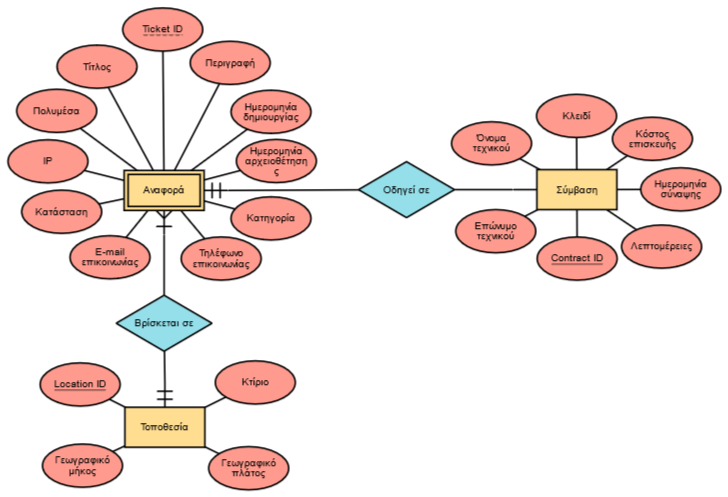 Ticket ID
Τίτλος
Περιγραφή
Πολυμέσα
Ημερομηνία
δημιουργίας
IP
Ημερομηνία
αρχειοθέτηση
ς
Κατάσταση
Αναφορά
Κατηγορία
E-mail
επικοινωνίας
Τηλέφωνο
επικοινωνίας
Οδηγεί σε
Κλειδί
Όνομα
τεχνικού
Κόστος
επισκευής
Σύμβαση
Ημερομηνία
σύναψης
Επώνυμο
τεχνικού
Contract ID
Λεπτομέρειες
Βρίσκεται σε
Location ID
Κτίριο
Τοποθεσία
Γεωγραφικό
μήκος
Γεωγραφικό
πλάτος